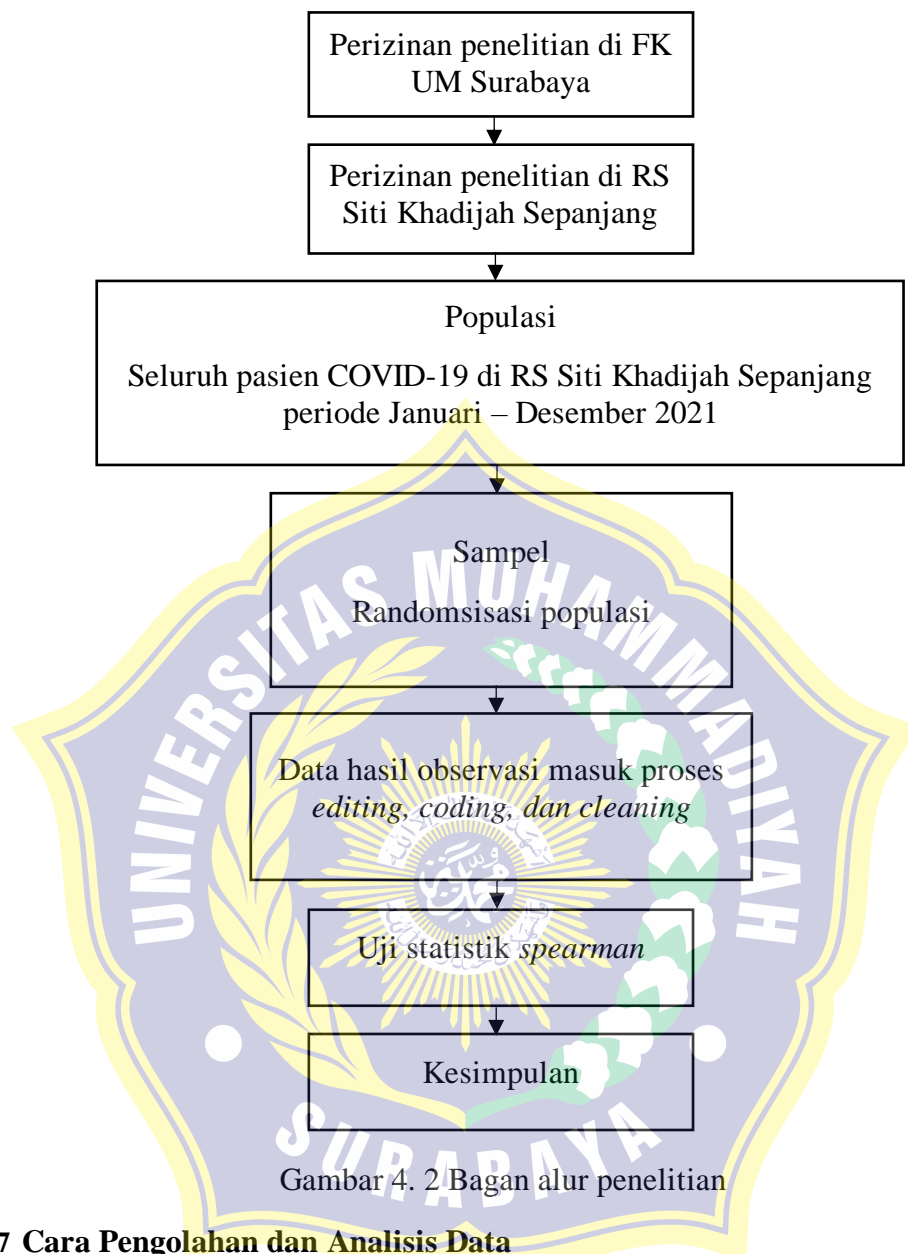 Perizinan penelitian di FK
UM Surabaya
Perizinan penelitian di RS
Siti Khadijah Sepanjang
Populasi
Seluruh pasien COVID-19 di RS Siti Khadijah Sepanjang
periode Januari – Desember 2021
Sampel
Randomsisasi populasi
Data hasil observasi masuk proses
editing, coding, dan cleaning
Uji statistik spearman
Kesimpulan
UNIVERSITAS MUHAMMADIYAH
SURABAYA
Gambar 4. 2 Bagan alur penelitian
7 Cara Pengolahan dan Analisis Data